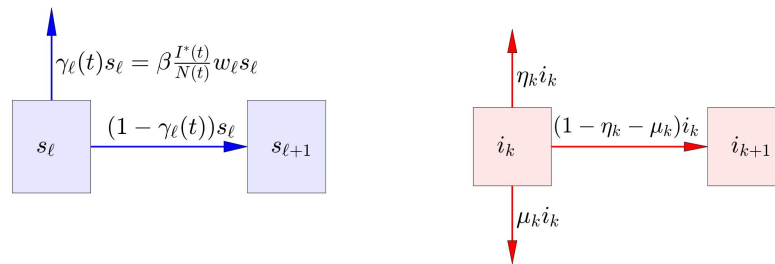 γ_ℓ(t)s_ℓ = β \frac{I^*(t)}{N(t)} w_ℓ s_ℓ
s_ℓ
(1 − γ_ℓ(t))s_ℓ
s_{ℓ+1}
η_k i_k
i_k
(1 − η_k − μ_k)i_k
i_{k+1}
μ_k i_k